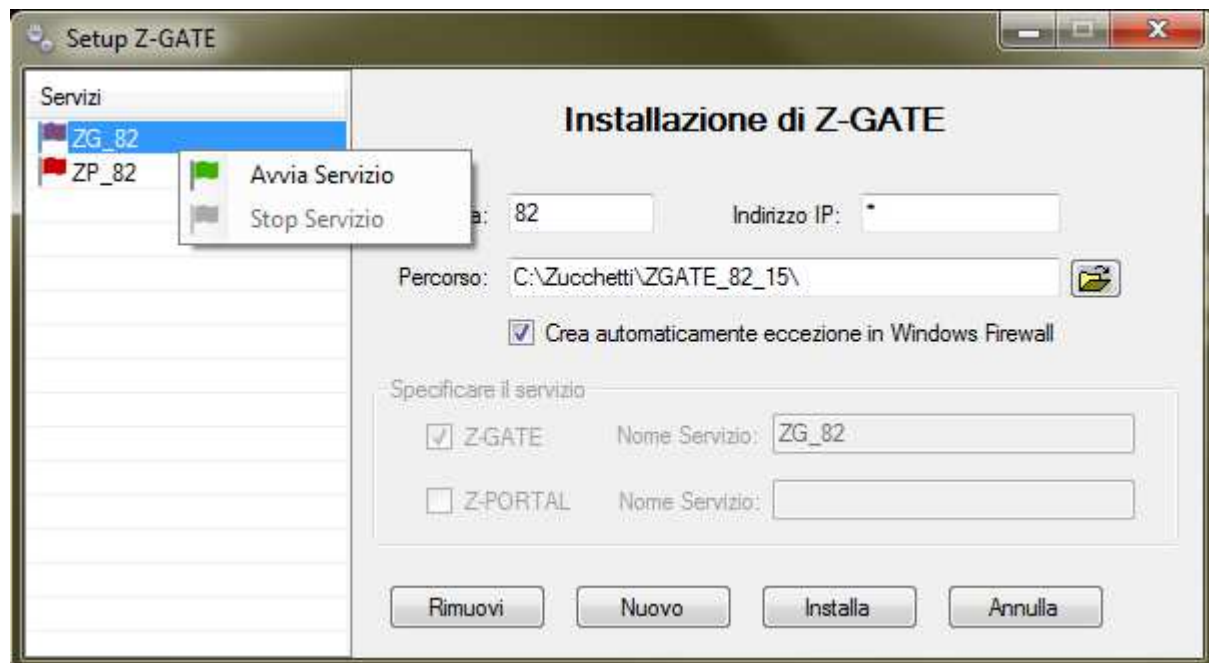 Setup Z-GATE
Servizi
ZG_82
ZP_82
Avvia Servizio
Stop Servizio
Installazione di Z-GATE
a: 82 Indirizzo IP: *
Percorso: C:\Zucchetti\ZGATE_82_15\
Crea automaticamente eccezione in Windows Firewall
Specificare il servizio
Z-GATE Nome Servizio: ZG_82
Z-PORTAL Nome Servizio:
Rimuovi Nuovo Installa Annulla